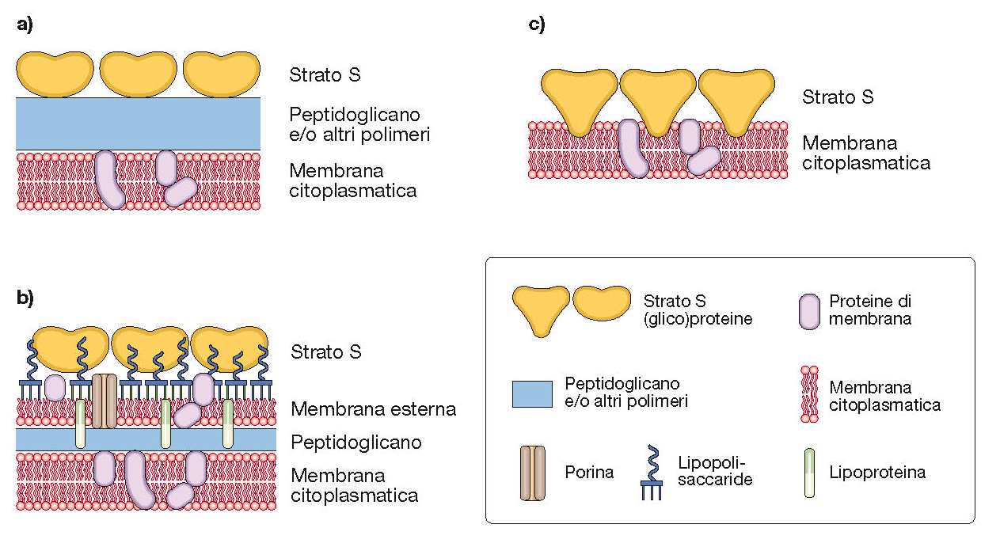 a)
Strato S
Peptidoglicano
e/o altri polimeri
Membrana
citoplasmatica
b)
Strato S
Membrana esterna
Peptidoglicano
Membrana
citoplasmatica
c)
Strato S
Membrana
citoplasmatica
Strato S
(glico)proteine
Proteine di
membrana
Peptidoglicano
e/o altri polimeri
Membrana
citoplasmatica
Porina
Lipopoli-
saccaride
Lipoproteina